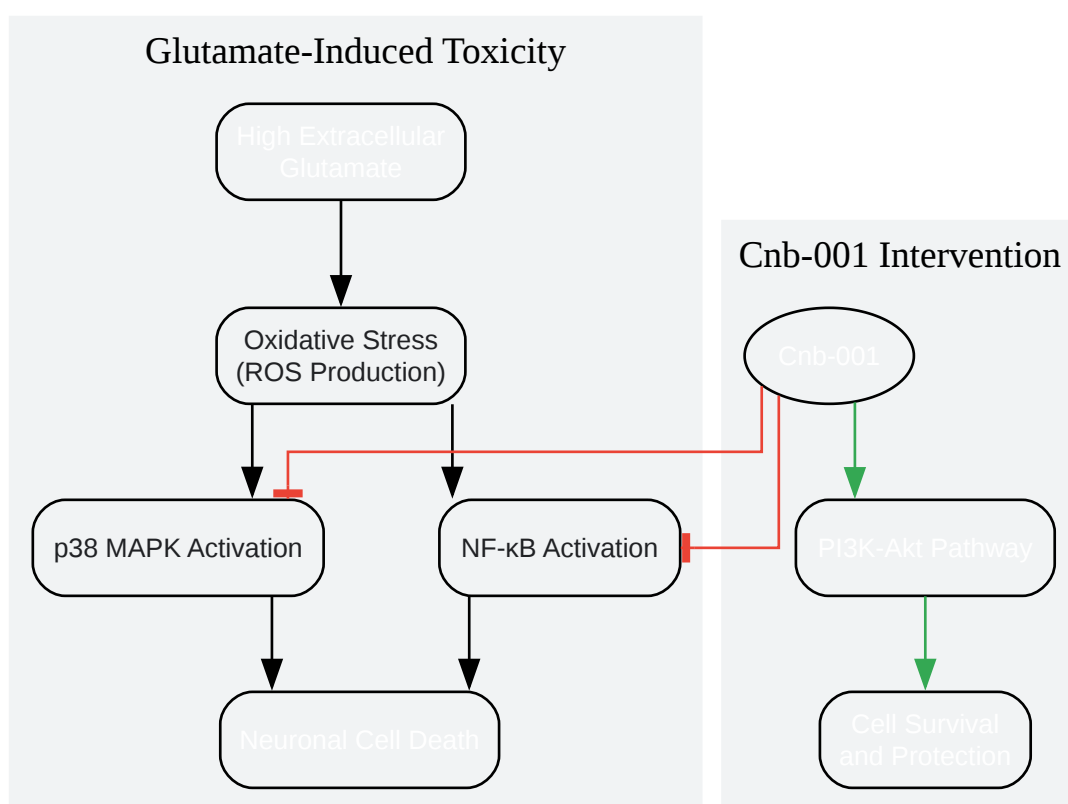 Glutamate-Induced Toxicity
High Extracellular
Glutamate
Oxidative Stress
(ROS Production)
p38 MAPK Activation
NF-κB Activation
Neuronal Cell Death
Cnb-001 Intervention
Cnb-001
PI3K-Akt Pathway
Cell Survival
and Protection